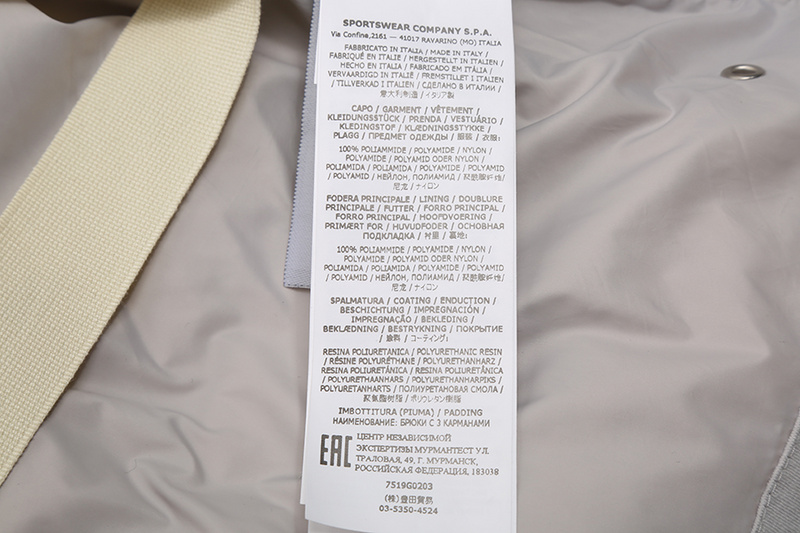 SPORTSWEAR COMPANY S.P.A.
Via Confine,2161 — 41017 RAVARINO (MO) ITALIA
FABBRICATO IN ITALIA / MADE IN ITALY /
FABRIQUÉ EN ITALIE / HERGESTELLT IN ITALIEN /
HECHO EN ITALIA / FABRICADO EM ITÁLIA /
VERVAARDIGD IN ITALIË / FREMSTILLET I ITALIEN
/ TILLVERKAD I ITALIEN / СДЕЛАНО В ИТАЛИИ /
意大利制造 / イタリア製
CAPO / GARMENT / VÊTEMENT /
KLEIDUNGSSTÜCK / PRENDA / VESTUÁRIO /
KLEDINGSTOF / KLÆDNINGSSTYKKE /
PLAGG / ПРЕДМЕТ ОДЕЖДЫ / 服装 / 衣服:
100% POLIAMMIDE / POLYAMIDE / NYLON /
POLYAMIDE / POLYAMID ODER NYLON /
POLIAMIDA / POLIAMIDA / POLYAMIDE / POLYAMID
/ POLYAMID / НЕЙЛОН, ПОЛИАМИД / 聚酰胺纤维/
尼龙 / ナイロン
FODERA PRINCIPALE / LINING / DOUBLURE
PRINCIPALE / FUTTER / FORRO PRINCIPAL /
FORRO PRINCIPAL / HOOFDVOERING /
PRIMÆRT FOR / HUVUDFODER / ОСНОВНАЯ
ПОДКЛАДКА / 衬里 / 裏地:
100% POLIAMMIDE / POLYAMIDE / NYLON /
POLYAMIDE / POLYAMID ODER NYLON /
POLIAMIDA / POLIAMIDA / POLYAMIDE / POLYAMID
/ POLYAMID / НЕЙЛОН, ПОЛИАМИД / 聚酰胺纤维/
尼龙 / ナイロン
SPALMATURA / COATING / ENDUCTION /
BESCHICHTUNG / IMPREGNACIÓN /
IMPREGNAÇÃO / BEKLEDING /
BEKLÆDNING / BESTRYKNING / ПОКРЫТИЕ
/ 涂料 / コーティング:
RESINA POLIURETANICA / POLYURETHANIC RESIN
/ RÉSINE POLYURÉTHANE / POLYURETHANHARZ /
RESINA POLIURETÁNICA / RESINA POLIURETÂNICA
/ POLYURETHAANHARS / POLYURETHANHARPIKS /
POLYURETANHARTS / ПОЛИУРЕТАНОВАЯ СМОЛА
/ 聚氨酯树脂 / ポリウレタン樹脂
IMBOTTITURA (PIUMA) / PADDING
НАИМЕНОВАНИЕ: БРЮКИ С 3 КАРМАНАМИ
EAC
ЦЕНТР НЕЗАВИСИМОЙ
ЭКСПЕРТИЗЫ МУРМАНТЕСТ УЛ.
ТРАЛОВАЯ, 49, Г. МУРМАНСК,
РОССИЙСКАЯ ФЕДЕРАЦИЯ, 183038
7519G0203
(株)豊田貿易
03-5350-4524